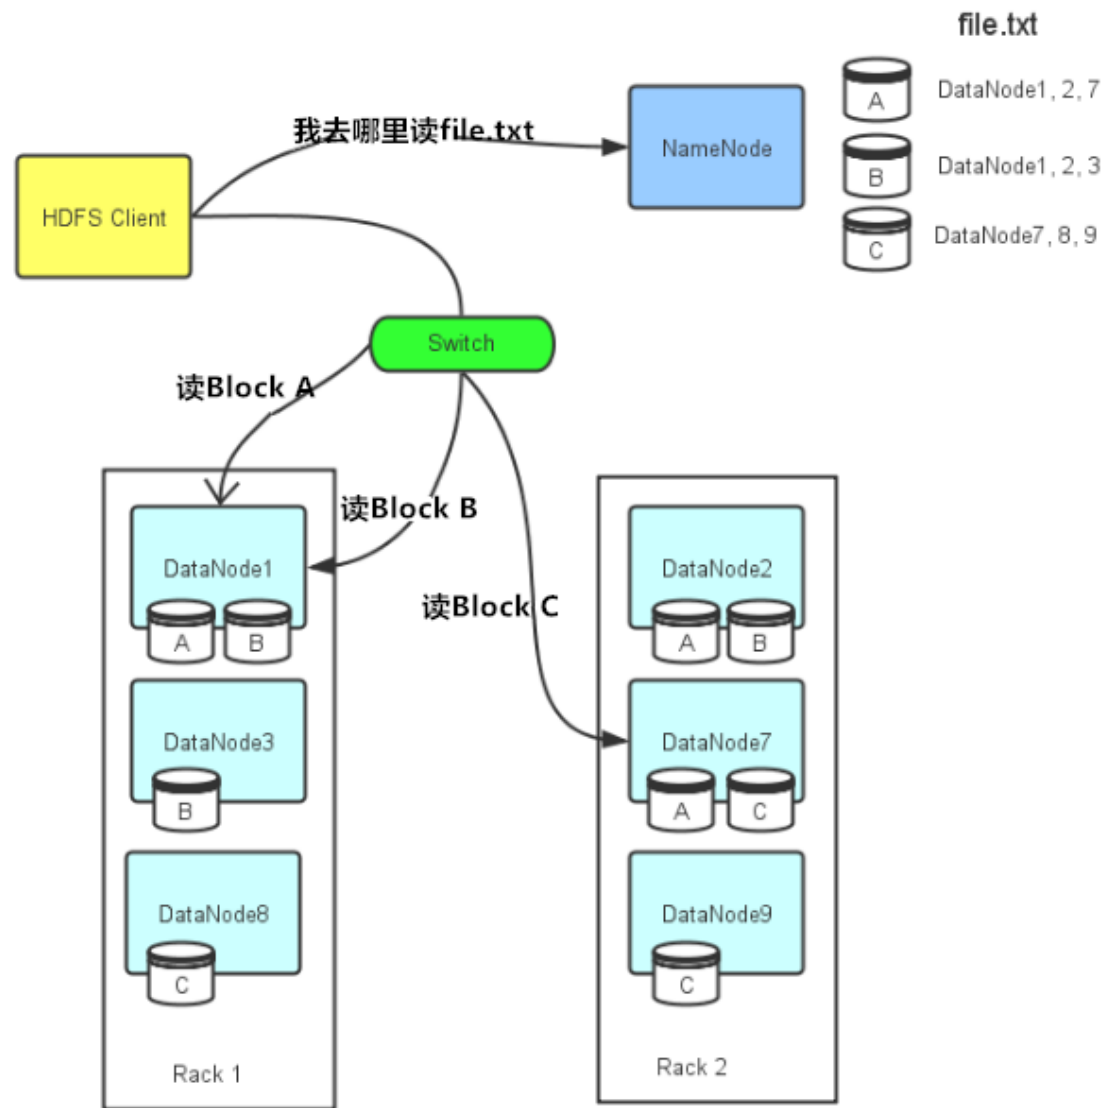 file.txt
A
DataNode1, 2, 7
B
DataNode1, 2, 3
C
DataNode7, 8, 9
我去哪里读file.txt
NameNode
HDFS Client
Switch
读Block A
读Block B
读Block C
DataNode1
A
B
DataNode3
B
DataNode8
C
Rack 1
DataNode2
A
B
DataNode7
A
C
DataNode9
C
Rack 2